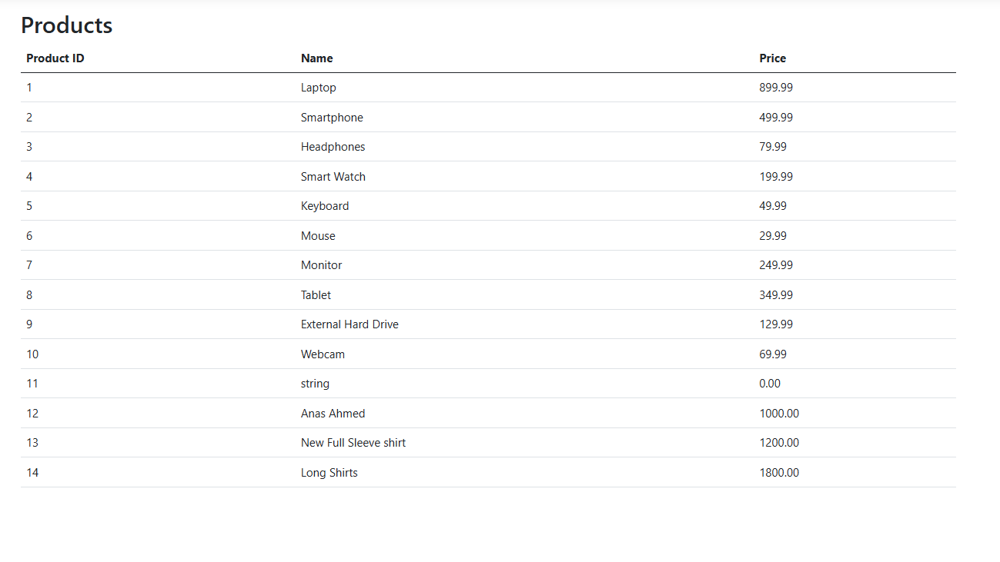 Products
Product ID Name Price
1 Laptop 899.99
2 Smartphone 499.99
3 Headphones 79.99
4 Smart Watch 199.99
5 Keyboard 49.99
6 Mouse 29.99
7 Monitor 249.99
8 Tablet 349.99
9 External Hard Drive 129.99
10 Webcam 69.99
11 string 0.00
12 Anas Ahmed 1000.00
13 New Full Sleeve shirt 1200.00
14 Long Shirts 1800.00